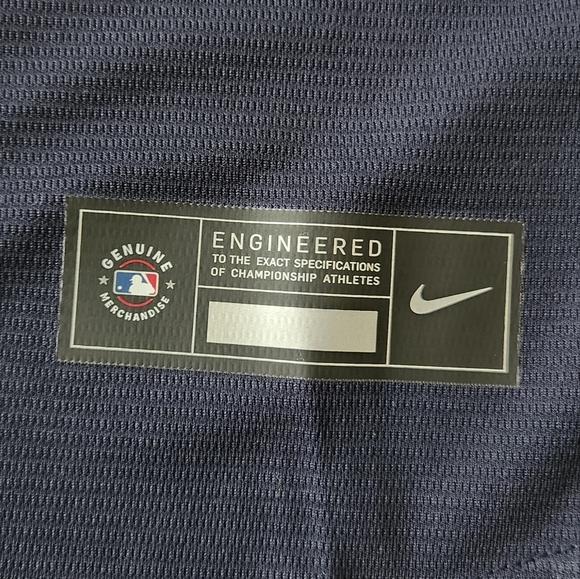 GENUINE
MERCHANDISE
ENGINEERED
TO THE EXACT SPECIFICATIONS
OF CHAMPIONSHIP ATHLETES